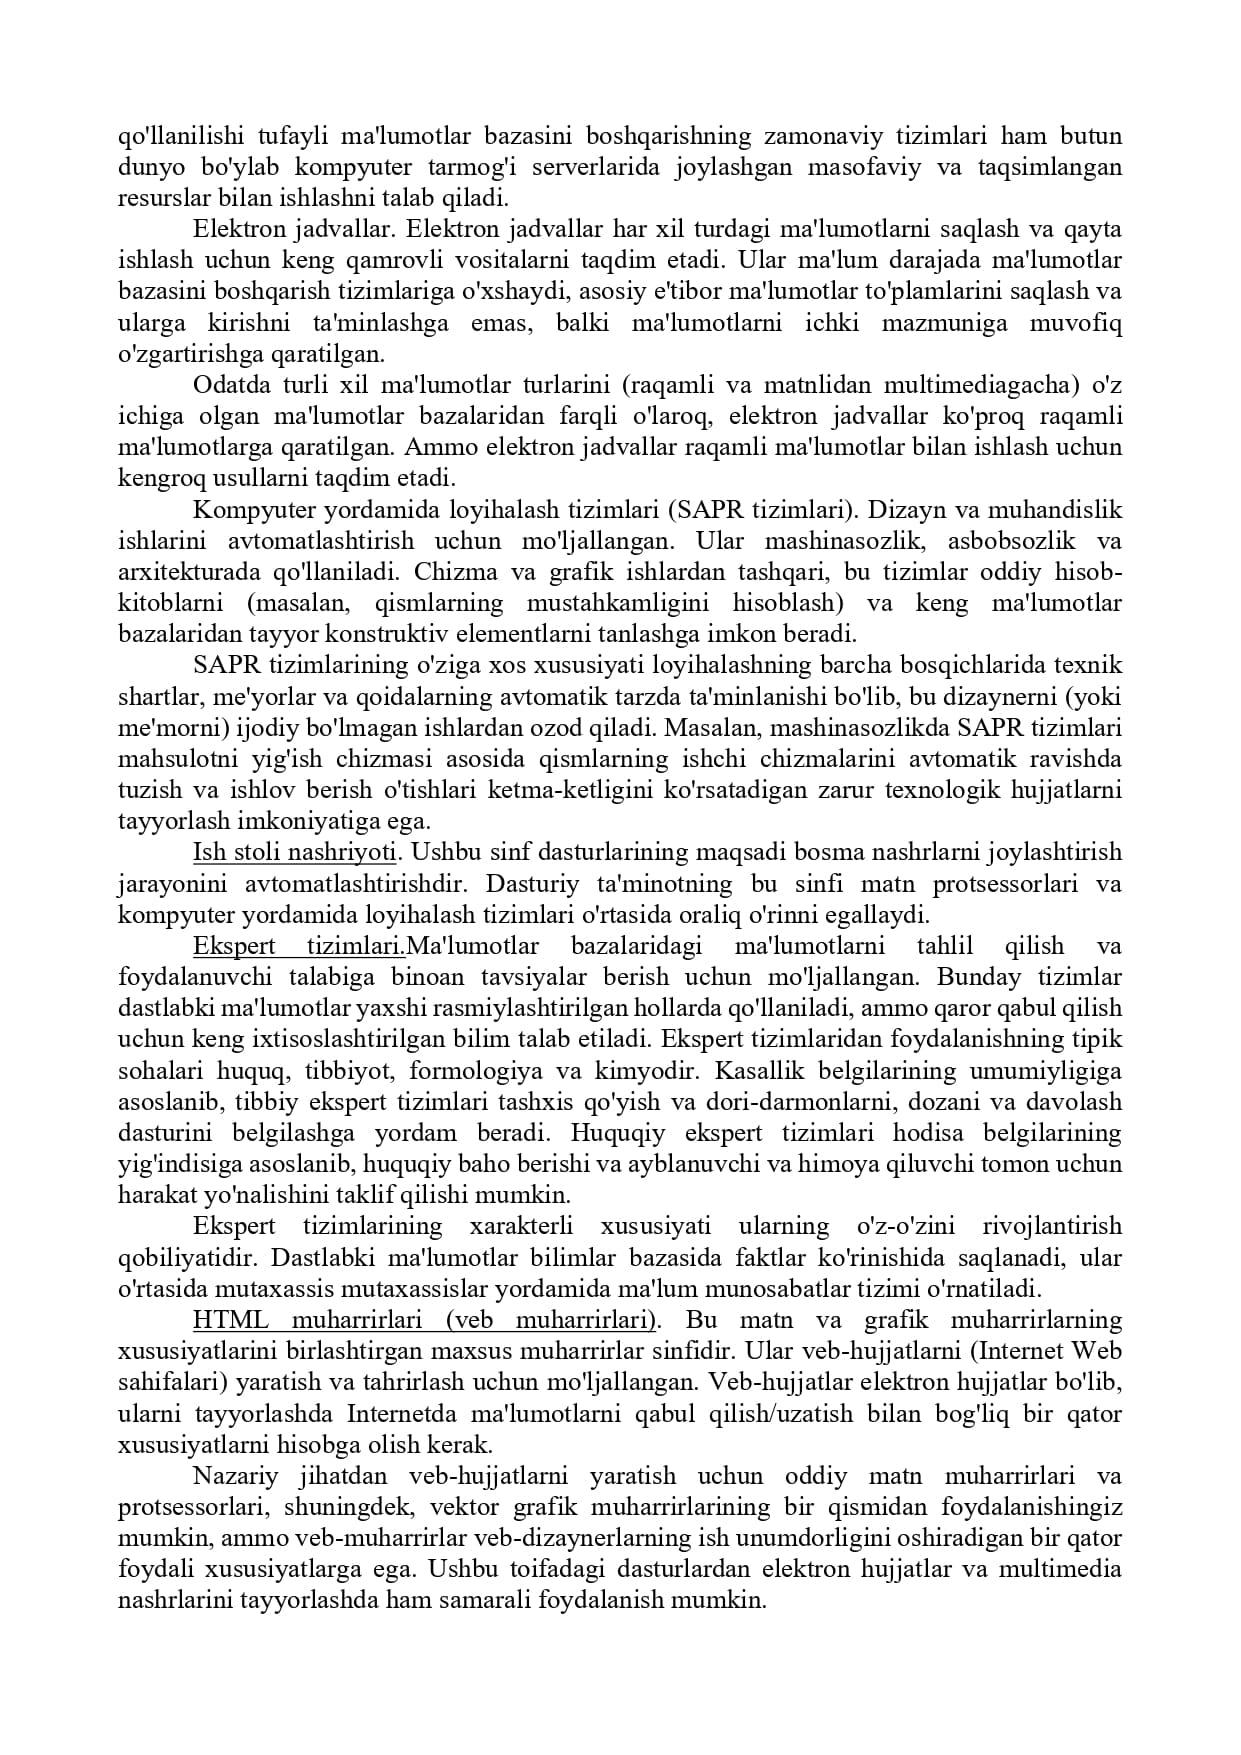 qo'llanilishi tufayli ma'lumotlar bazasini boshqarishning zamonaviy tizimlari ham butun
dunyo bo'ylab kompyuter tarmog'i serverlarida joylashgan masofaviy va taqsimlangan
resurslar bilan ishlashni talab qiladi.
Elektron jadvallar. Elektron jadvallar har xil turdagi ma'lumotlarni saqlash va qayta
ishlash uchun keng qamrovli vositalarni taqdim etadi. Ular ma'lum darajada ma'lumotlar
bazasini boshqarish tizimlariga o'xshaydi, asosiy e'tibor ma'lumotlar to'plamlarini saqlash va
ularga kirishni ta'minlashga emas, balki ma'lumotlarni ichki mazmuniga muvofiq
o'zgartirishga qaratilgan.
Odatda turli xil ma'lumotlar turlarini (raqamli va matnlidan multimediagacha) o'z
ichiga olgan ma'lumotlar bazalaridan farqli o'laroq, elektron jadvallar ko'proq raqamli
ma'lumotlarga qaratilgan. Ammo elektron jadvallar raqamli ma'lumotlar bilan ishlash uchun
kengroq usullarni taqdim etadi.
Kompyuter yordamida loyihalash tizimlari (SAPR tizimlari). Dizayn va muhandislik
ishlarini avtomatlashtirish uchun mo'ljallangan. Ular mashinasozlik, asbobsozlik va
arxitekturada qo'llaniladi. Chizma va grafik ishlardan tashqari, bu tizimlar oddiy hisob-
kitoblarni (masalan, qismlarning mustahkamligini hisoblash) va keng ma'lumotlar
bazalaridan tayyor konstruktiv elementlarni tanlashga imkon beradi.
SAPR tizimlarining o'ziga xos xususiyati loyihalashning barcha bosqichlarida texnik
shartlar, me'yorlar va qoidalarning avtomatik tarzda ta'minlanishi bo'lib, bu dizaynerni (yoki
me'morni) ijodiy bo'lmagan ishlardan ozod qiladi. Masalan, mashinasozlikda SAPR tizimlari
mahsulotni yig'ish chizmasi asosida qismlarning ishchi chizmalarini avtomatik ravishda
tuzish va ishlov berish o'tishlari ketma-ketligini ko'rsatadigan zarur texnologik hujjatlarni
tayyorlash imkoniyatiga ega.
Ish stoli nashriyoti. Ushbu sinf dasturlarining maqsadi bosma nashrlarni joylashtirish
jarayonini avtomatlashtirishdir. Dasturiy ta'minotning bu sinfi matn protsessorlari va
kompyuter yordamida loyihalash tizimlari o'rtasida oraliq o'rinni egallaydi.
Ekspert tizimlari.Ma'lumotlar bazalaridagi ma'lumotlarni tahlil qilish va
foydalanuvchi talabiga binoan tavsiyalar berish uchun mo'ljallangan. Bunday tizimlar
dastlabki ma'lumotlar yaxshi rasmiylashtirilgan hollarda qo'llaniladi, ammo qaror qabul qilish
uchun keng ixtisoslashtirilgan bilim talab etiladi. Ekspert tizimlaridan foydalanishning tipik
sohalari huquq, tibbiyot, formologiya va kimyodir. Kasallik belgilarining umumiyligiga
asoslanib, tibbiy ekspert tizimlari tashxis qo'yish va dori-darmonlarni, dozani va davolash
dasturini belgilashga yordam beradi. Huquqiy ekspert tizimlari hodisa belgilarining
yig'indisiga asoslanib, huquqiy baho berishi va ayblanuvchi va himoya qiluvchi tomon uchun
harakat yo'nalishini taklif qilishi mumkin.
Ekspert tizimlarining xarakterli xususiyati ularning o'z-o'zini rivojlantirish
qobiliyatidir. Dastlabki ma'lumotlar bilimlar bazasida faktlar ko'rinishida saqlanadi, ular
o'rtasida mutaxassis mutaxassislar yordamida ma'lum munosabatlar tizimi o'rnatiladi.
HTML muharrirlari (veb muharrirlari). Bu matn va grafik muharrirlarning
xususiyatlarini birlashtirgan maxsus muharrirlar sinfidir. Ular veb-hujjatlarni (Internet Web
sahifalari) yaratish va tahrirlash uchun mo'ljallangan. Veb-hujjatlar elektron hujjatlar bo'lib,
ularni tayyorlashda Internetda ma'lumotlarni qabul qilish/uzatish bilan bog'liq bir qator
xususiyatlarni hisobga olish kerak.
Nazariy jihatdan veb-hujjatlarni yaratish uchun oddiy matn muharrirlari va
protsessorlari, shuningdek, vektor grafik muharrirlarining bir qismidan foydalanishingiz
mumkin, ammo veb-muharrirlar veb-dizaynerlarning ish unumdorligini oshiradigan bir qator
foydali xususiyatlarga ega. Ushbu toifadagi dasturlardan elektron hujjatlar va multimedia
nashrlarini tayyorlashda ham samarali foydalanish mumkin.